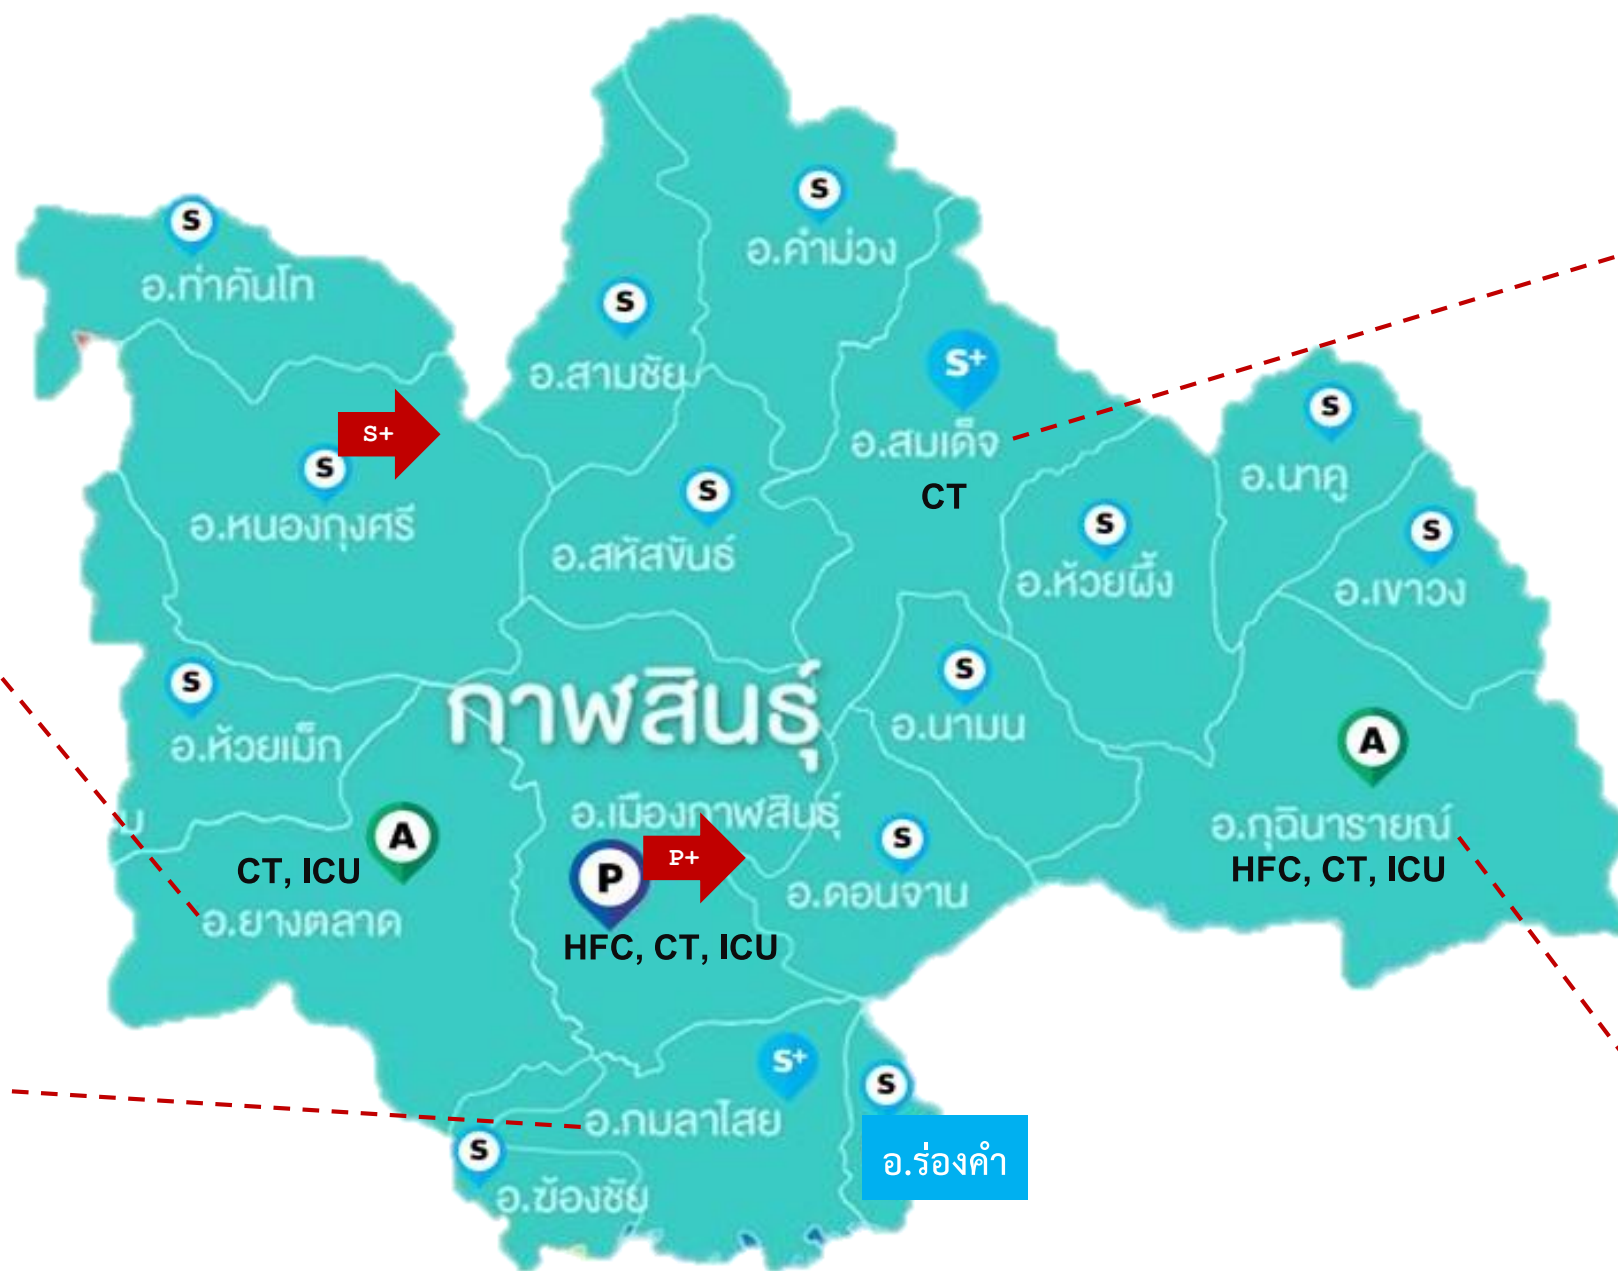 S
อ.คำม่วง
S
อ.ท่าคันโท
S
อ.สามชัย
S+
อ.สมเด็จ
CT
S
อ.นาคู
S+
S
อ.หนองกุงศรี
S
อ.สหัสขันธ์
S
อ.ห้วยผึ้ง
S
อ.เขาวง
S
อ.ห้วยเม็ก
กาฬสินธุ์
S
อ.นามน
A
อ.กุฉินารายณ์
HFC, CT, ICU
A
CT, ICU
อ.ยางตลาด
อ.เมืองกาฬสินธุ์
P
P+
HFC, CT, ICU
S
อ.ดอนจาน
S+
อ.กมลาไสย
S
อ.ร่องคำ
S
อ.ฆ้องชัย